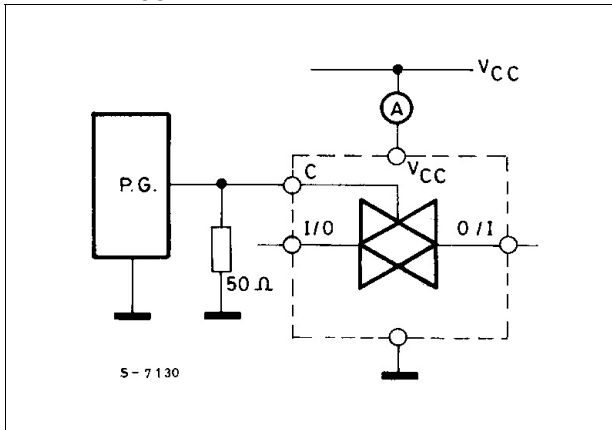 VCC
A
VCC
C
P.G.
I/O
O/I
50 Ω
S-7130